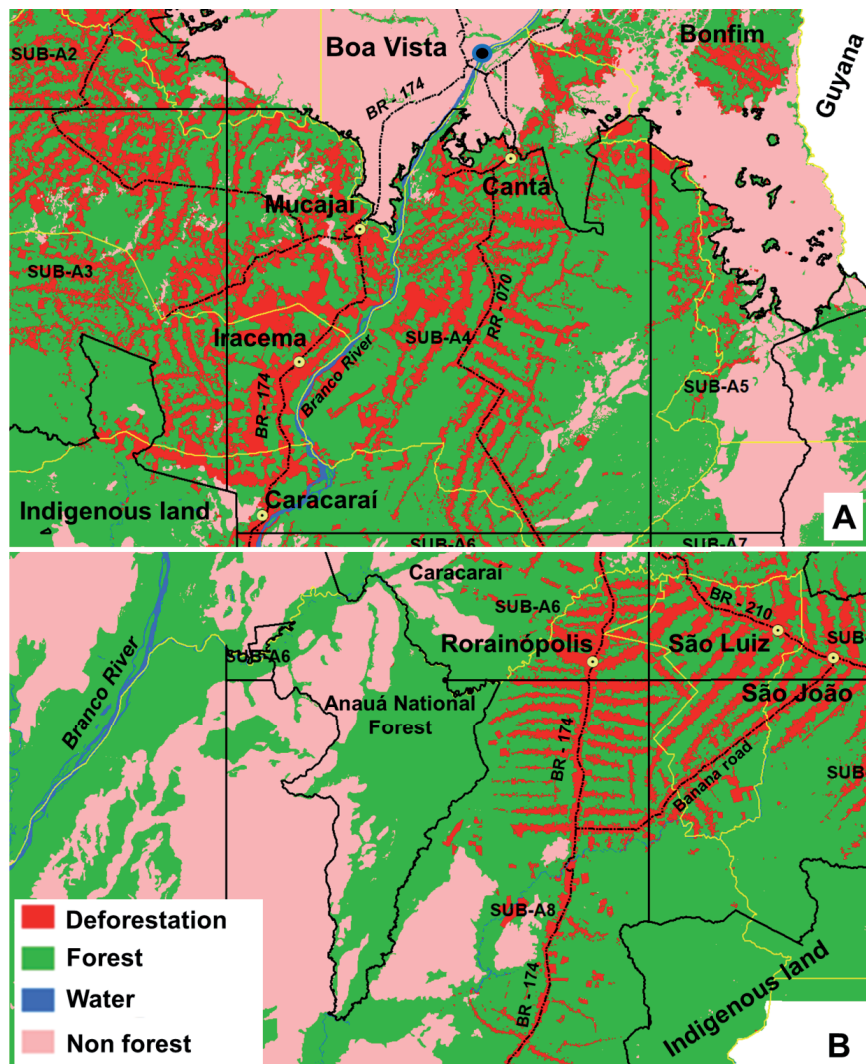 SUB-A2
Boa Vista
Bonfim
Guyana
BR - 174
Cantá
Mucajaí
SUB-A3
RR - 070
SUB-A4
Iracema
Branco River
BR - 174
SUB-A5
Indigenous land
Caracaraí
SUB-A6
SUB-A7
A
Caracaraí
SUB-A6
BR - 210
Branco River
SUB-A6
Rorainópolis
São Luiz
SUB
São João
Anauá National
Forest
BR - 174
Banana road
SUB
SUB-A8
Deforestation
Forest
Water
Non forest
BR - 174
Indigenous land
B